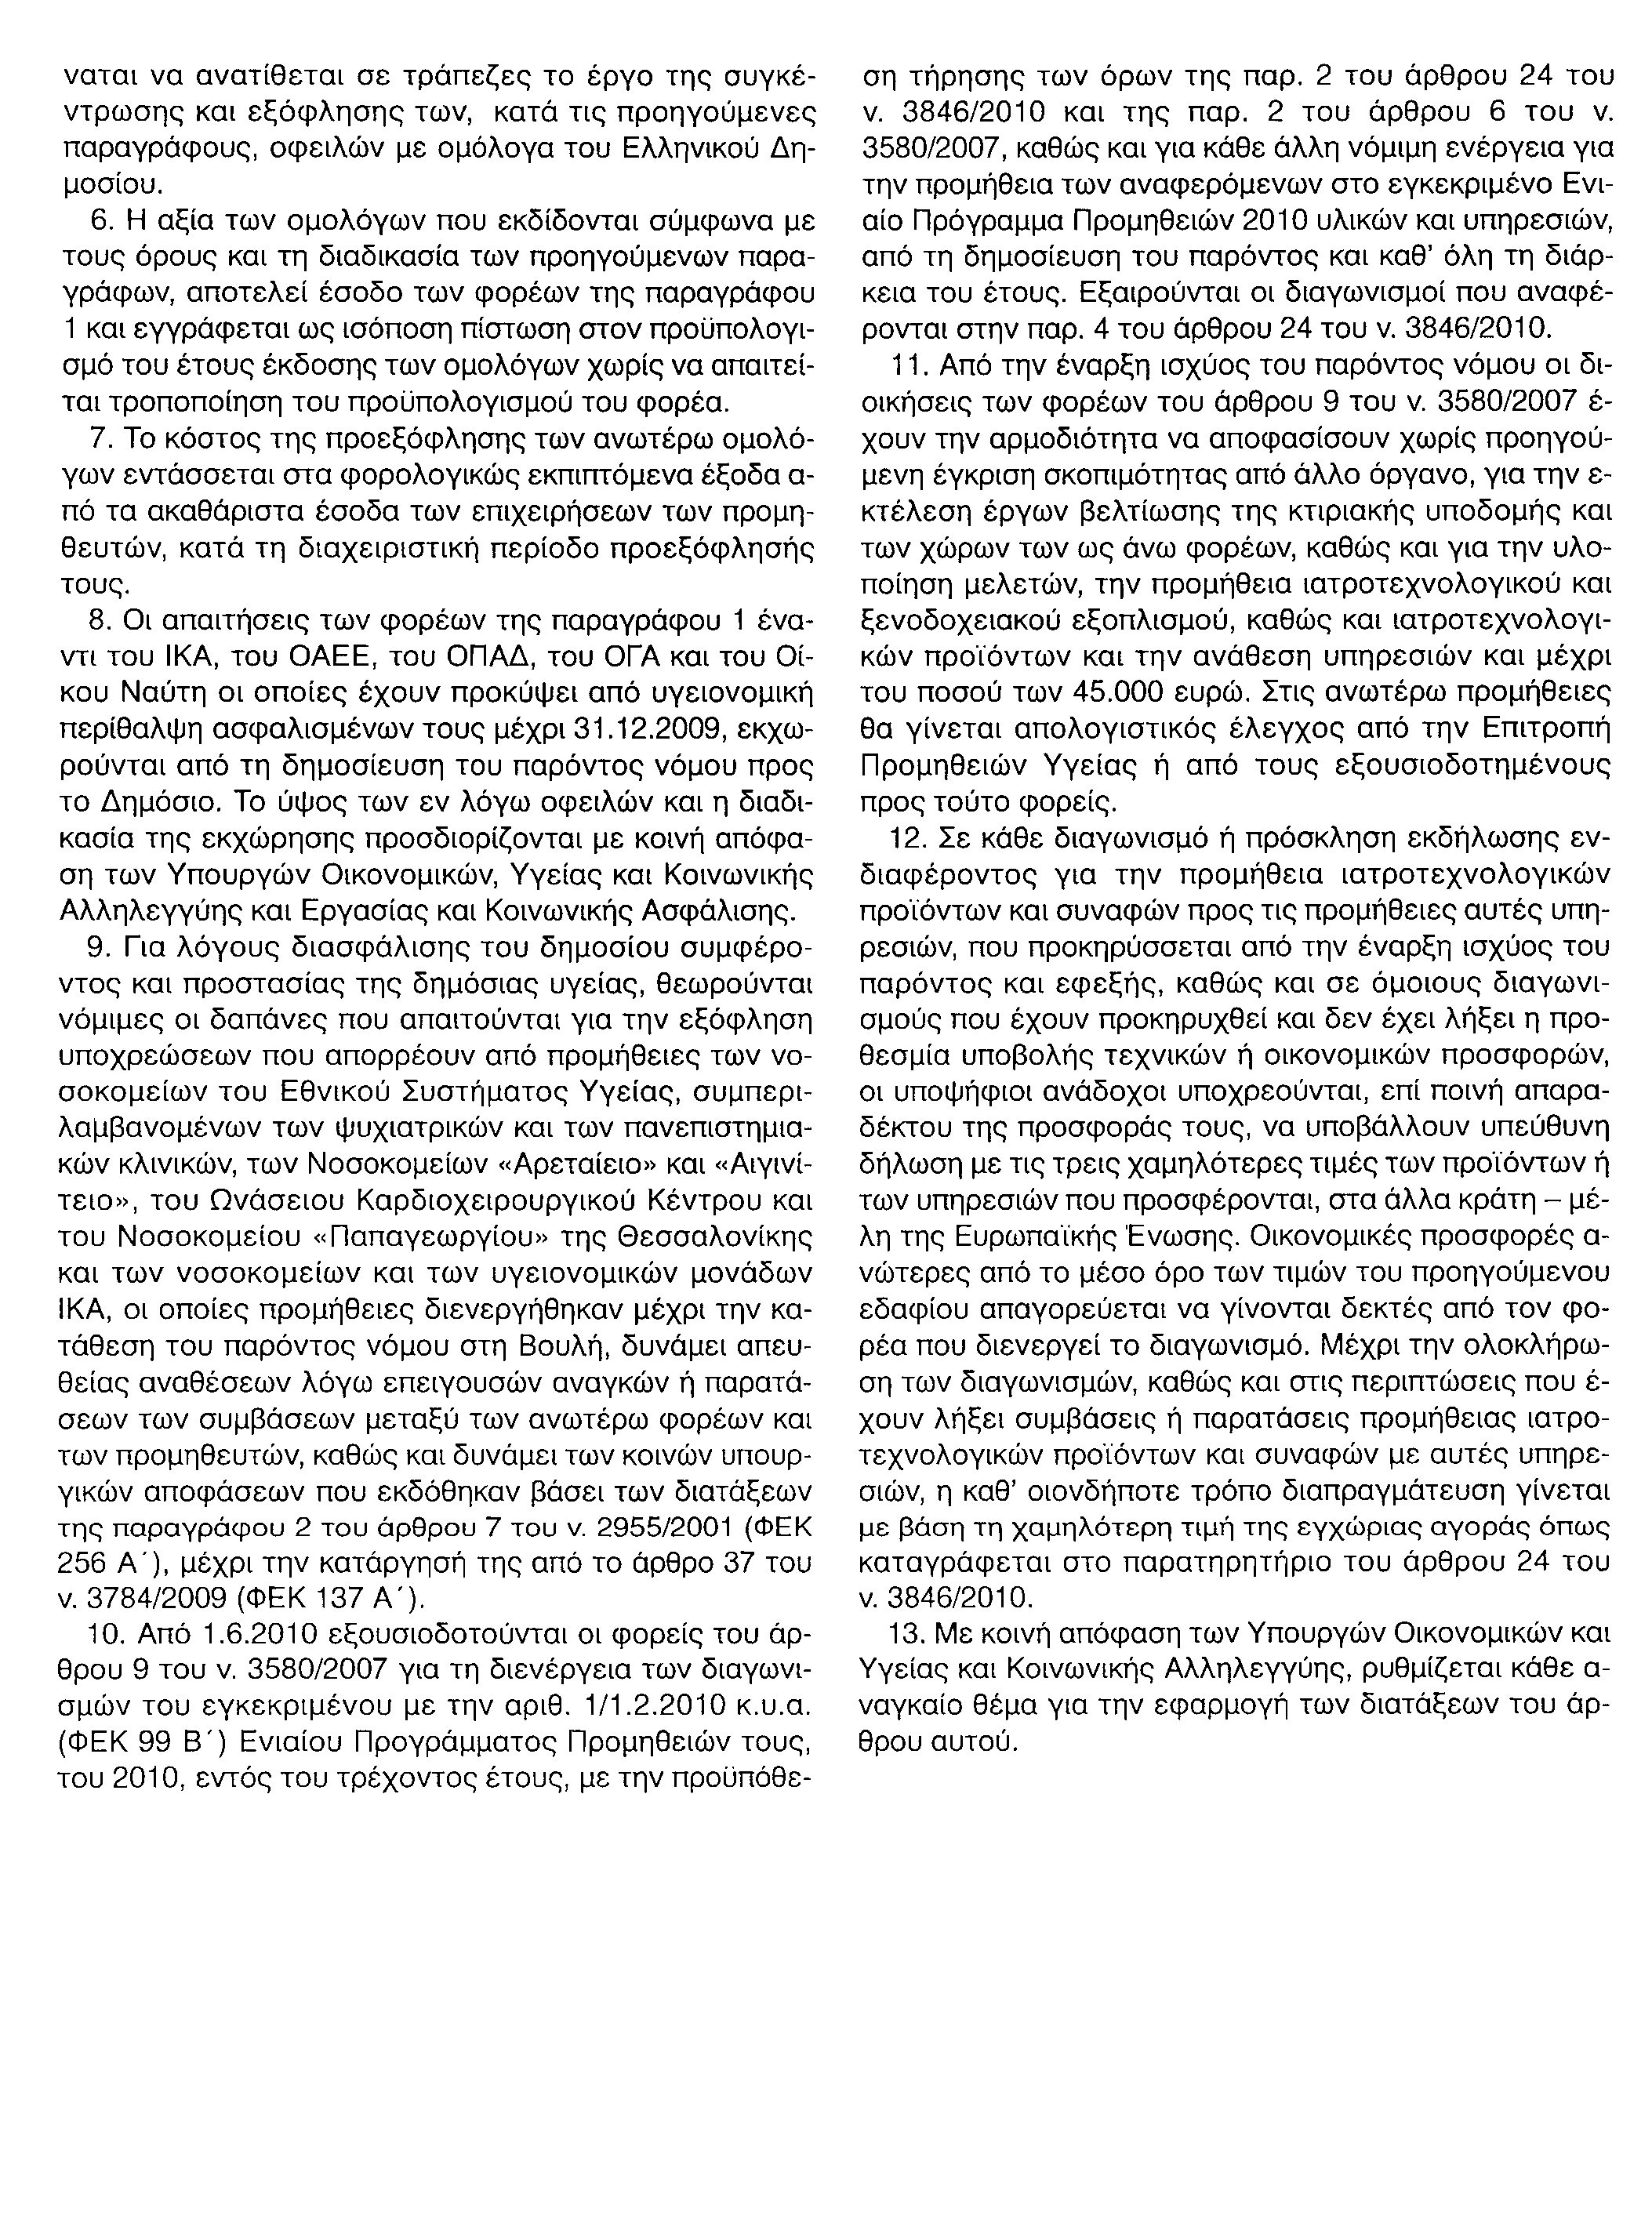 ναται να ανατίθεται σε τράπεζες το έργο της συγκέ-
ντρωσης και εξόφλησης των, κατά τις προηγούμενες
παραγράφους, οφειλών με ομόλογα του Ελληνικού Δη-
μοσίου.
6. Η αξία των ομολόγων που εκδίδονται σύμφωνα με
τους όρους και τη διαδικασία των προηγούμενων παρα-
γράφων, αποτελεί έσοδο των φορέων της παραγράφου
1 και εγγράφεται ως ισόποση πίστωση στον προϋπολογι-
σμό του έτους έκδοσης των ομολόγων χωρίς να απαιτεί-
ται τροποποίηση του προϋπολογισμού του φορέα.
7. Το κόστος της προεξόφλησης των ανωτέρω ομολό-
γων εντάσσεται στα φορολογικώς εκπιπτόμενα έξοδα α-
πό τα ακαθάριστα έσοδα των επιχειρήσεων των προμη-
θευτών, κατά τη διαχειριστική περίοδο προεξόφλησής
τους.
8. Οι απαιτήσεις των φορέων της παραγράφου 1 ένα-
ντι του ΙΚΑ, του ΟΑΕΕ, του ΟΠΑΔ, του ΟΓΑ και του Οί-
κου Ναύτη οι οποίες έχουν προκύψει από υγειονομική
περίθαλψη ασφαλισμένων τους μέχρι 31.12.2009, εκχω-
ρούνται από τη δημοσίευση του παρόντος νόμου προς
το Δημόσιο. Το ύψος των εν λόγω οφειλών και η διαδι-
κασία της εκχώρησης προσδιορίζονται με κοινή απόφα-
ση των Υπουργών Οικονομικών, Υγείας και Κοινωνικής
Αλληλεγγύης και Εργασίας και Κοινωνικής Ασφάλισης.
9. Για λόγους διασφάλισης του δημοσίου συμφέρο-
ντος και προστασίας της δημόσιας υγείας, θεωρούνται
νόμιμες οι δαπάνες που απαιτούνται για την εξόφληση
υποχρεώσεων που απορρέουν από προμήθειες των νο-
σοκομείων του Εθνικού Συστήματος Υγείας, συμπερι-
λαμβανομένων των ψυχιατρικών και των πανεπιστημια-
κών κλινικών, των Νοσοκομείων «Αρεταίειο» και «Αιγινί-
τειο», του Ωνάσειου Καρδιοχειρουργικού Κέντρου και
του Νοσοκομείου «Παπαγεωργίου» της Θεσσαλονίκης
και των νοσοκομείων και των υγειονομικών μονάδων
ΙΚΑ, οι οποίες προμήθειες διενεργήθηκαν μέχρι την κα-
τάθεση του παρόντος νόμου στη Βουλή, δυνάμει απευ-
θείας αναθέσεων λόγω επειγουσών αναγκών ή παρατά-
σεων των συμβάσεων μεταξύ των ανωτέρω φορέων και
των προμηθευτών, καθώς και δυνάμει των κοινών υπουρ-
γικών αποφάσεων που εκδόθηκαν βάσει των διατάξεων
της παραγράφου 2 του άρθρου 7 του ν. 2955/2001 (ΦΕΚ
256 Α΄), μέχρι την κατάργησή της από το άρθρο 37 του
ν. 3784/2009 (ΦΕΚ 137 Α΄).
10. Από 1.6.2010 εξουσιοδοτούνται οι φορείς του άρ-
θρου 9 του ν. 3580/2007 για τη διενέργεια των διαγωνι-
σμών του εγκεκριμένου με την αριθ. 1/1.2.2010 κ.υ.α.
(ΦΕΚ 99 Β΄) Ενιαίου Προγράμματος Προμηθειών τους,
του 2010, εντός του τρέχοντος έτους, με την προϋπόθε-
ση τήρησης των όρων της παρ. 2 του άρθρου 24 του
ν. 3846/2010 και της παρ. 2 του άρθρου 6 του ν.
3580/2007, καθώς και για κάθε άλλη νόμιμη ενέργεια για
την προμήθεια των αναφερόμενων στο εγκεκριμένο Ενι-
αίο Πρόγραμμα Προμηθειών 2010 υλικών και υπηρεσιών,
από τη δημοσίευση του παρόντος και καθ’ όλη τη διάρ-
κεια του έτους. Εξαιρούνται οι διαγωνισμοί που αναφέ-
ρονται στην παρ. 4 του άρθρου 24 του ν. 3846/2010.
11. Από την έναρξη ισχύος του παρόντος νόμου οι δι-
οικήσεις των φορέων του άρθρου 9 του ν. 3580/2007 έ-
χουν την αρμοδιότητα να αποφασίσουν χωρίς προηγού-
μενη έγκριση σκοπιμότητας από άλλο όργανο, για την ε-
κτέλεση έργων βελτίωσης της κτιριακής υποδομής και
των χώρων των ως άνω φορέων, καθώς και για την υλο-
ποίηση μελετών, την προμήθεια ιατροτεχνολογικού και
ξενοδοχειακού εξοπλισμού, καθώς και ιατροτεχνολογι-
κών προϊόντων και την ανάθεση υπηρεσιών και μέχρι
του ποσού των 45.000 ευρώ. Στις ανωτέρω προμήθειες
θα γίνεται απολογιστικός έλεγχος από την Επιτροπή
Προμηθειών Υγείας ή από τους εξουσιοδοτημένους
προς τούτο φορείς.
12. Σε κάθε διαγωνισμό ή πρόσκληση εκδήλωσης εν-
διαφέροντος για την προμήθεια ιατροτεχνολογικών
προϊόντων και συναφών προς τις προμήθειες αυτές υπη-
ρεσιών, που προκηρύσσεται από την έναρξη ισχύος του
παρόντος και εφεξής, καθώς και σε όμοιους διαγωνι-
σμούς που έχουν προκηρυχθεί και δεν έχει λήξει η προ-
θεσμία υποβολής τεχνικών ή οικονομικών προσφορών,
οι υποψήφιοι ανάδοχοι υποχρεούνται, επί ποινή απαρα-
δέκτου της προσφοράς τους, να υποβάλλουν υπεύθυνη
δήλωση με τις τρεις χαμηλότερες τιμές των προϊόντων ή
των υπηρεσιών που προσφέρονται, στα άλλα κράτη – μέ-
λη της Ευρωπαϊκής Ένωσης. Οικονομικές προσφορές α-
νώτερες από το μέσο όρο των τιμών του προηγούμενου
εδαφίου απαγορεύεται να γίνονται δεκτές από τον φο-
ρέα που διενεργεί το διαγωνισμό. Μέχρι την ολοκλήρω-
ση των διαγωνισμών, καθώς και στις περιπτώσεις που έ-
χουν λήξει συμβάσεις ή παρατάσεις προμήθειας ιατρο-
τεχνολογικών προϊόντων και συναφών με αυτές υπηρε-
σιών, η καθ’ οιονδήποτε τρόπο διαπραγμάτευση γίνεται
με βάση τη χαμηλότερη τιμή της εγχώριας αγοράς όπως
καταγράφεται στο παρατηρητήριο του άρθρου 24 του
ν. 3846/2010.
13. Με κοινή απόφαση των Υπουργών Οικονομικών και
Υγείας και Κοινωνικής Αλληλεγγύης, ρυθμίζεται κάθε α-
ναγκαίο θέμα για την εφαρμογή των διατάξεων του άρ-
θρου αυτού.